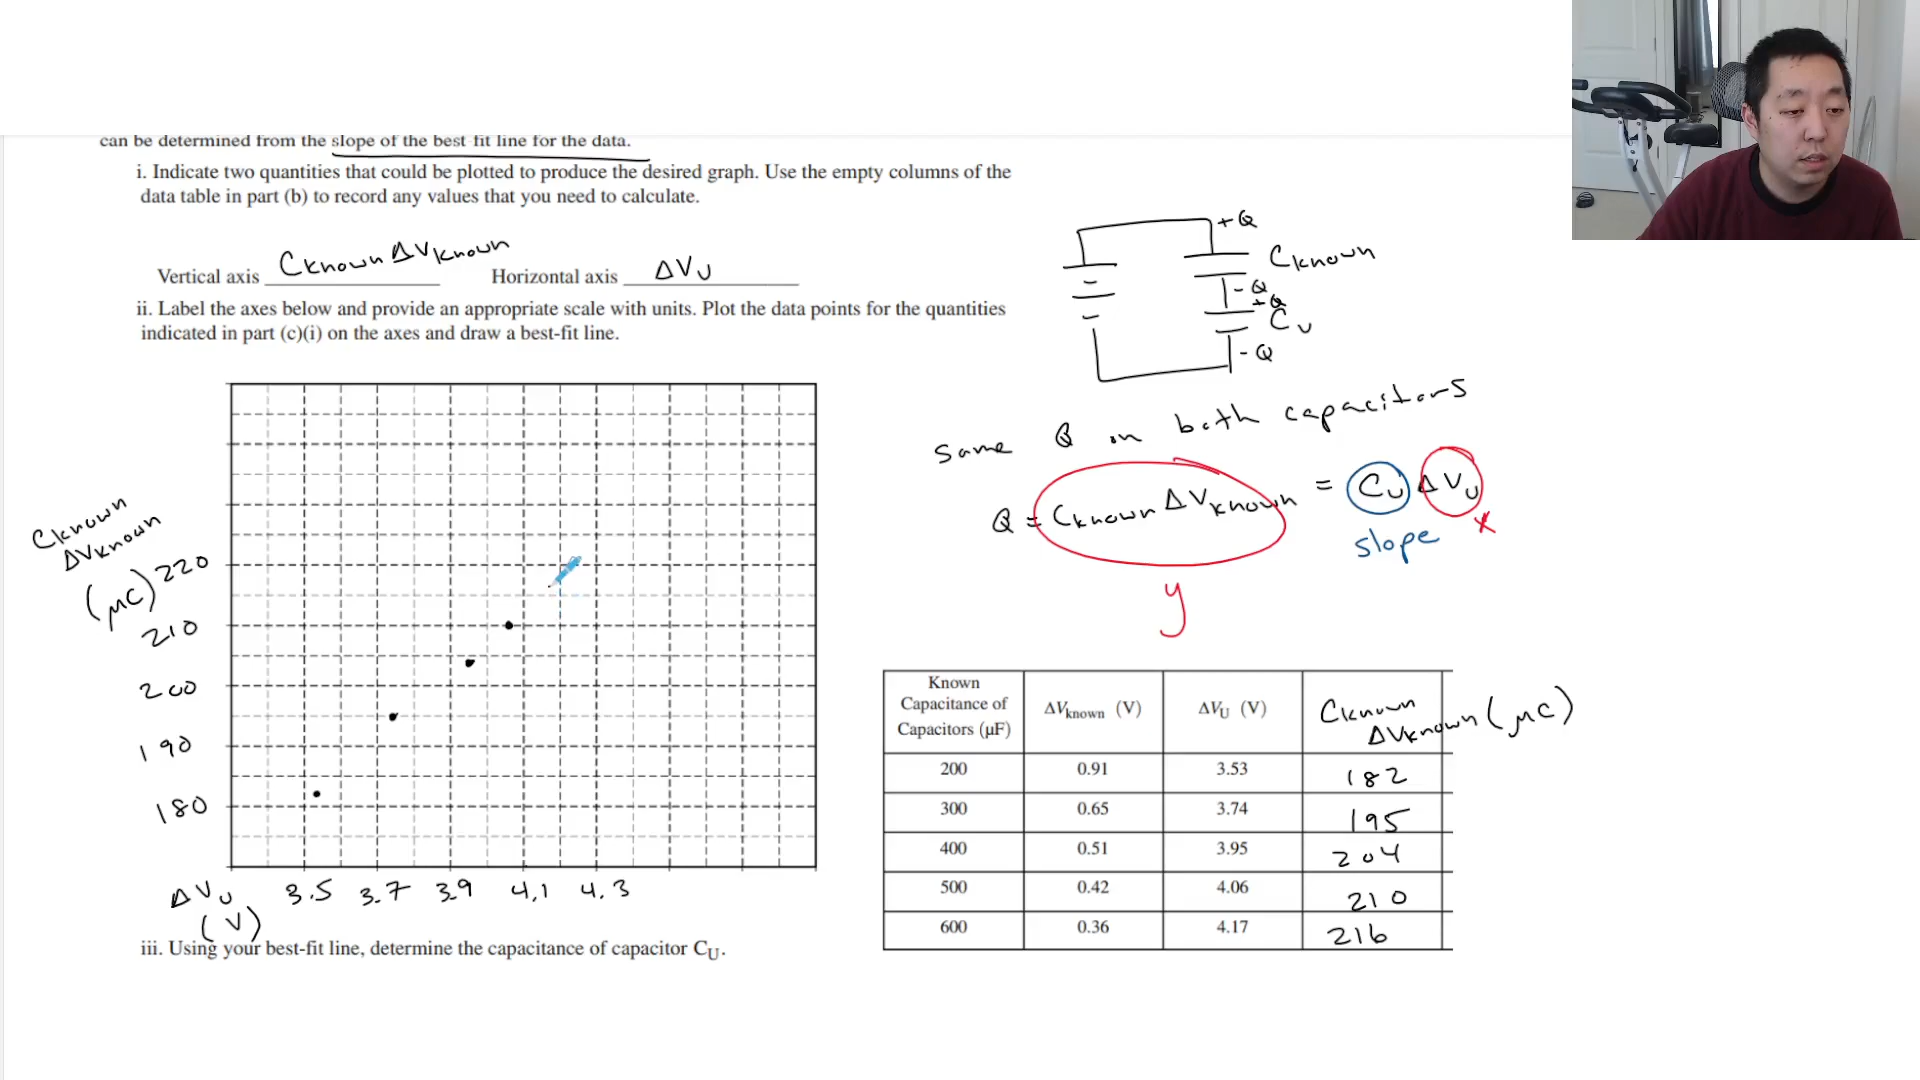 can be determined from the slope of the best-fit line for the data.
i. Indicate two quantities that could be plotted to produce the desired graph. Use the empty columns of the
data table in part (b) to record any values that you need to calculate.
Vertical axis Cknown ΔVknown Horizontal axis ΔVU
ii. Label the axes below and provide an appropriate scale with units. Plot the data points for the quantities
indicated in part (c)(i) on the axes and draw a best-fit line.
Cknown
ΔVknown
(μC)
220
210
200
190
180
ΔVU
(V)
3.5 3.7 3.9 4.1 4.3
iii. Using your best-fit line, determine the capacitance of capacitor CU.
+Q
Cknown
-Q
+Q
CU
-Q
Same Q in both capacitors
Q = Cknown ΔVknown = CU ΔVU
slope x
y
Known Capacitance of Capacitors (μF) ΔVknown (V) ΔVU (V) Cknown ΔVknown (μC)
200 0.91 3.53 182
300 0.65 3.74 195
400 0.51 3.95 204
500 0.42 4.06 210
600 0.36 4.17 216